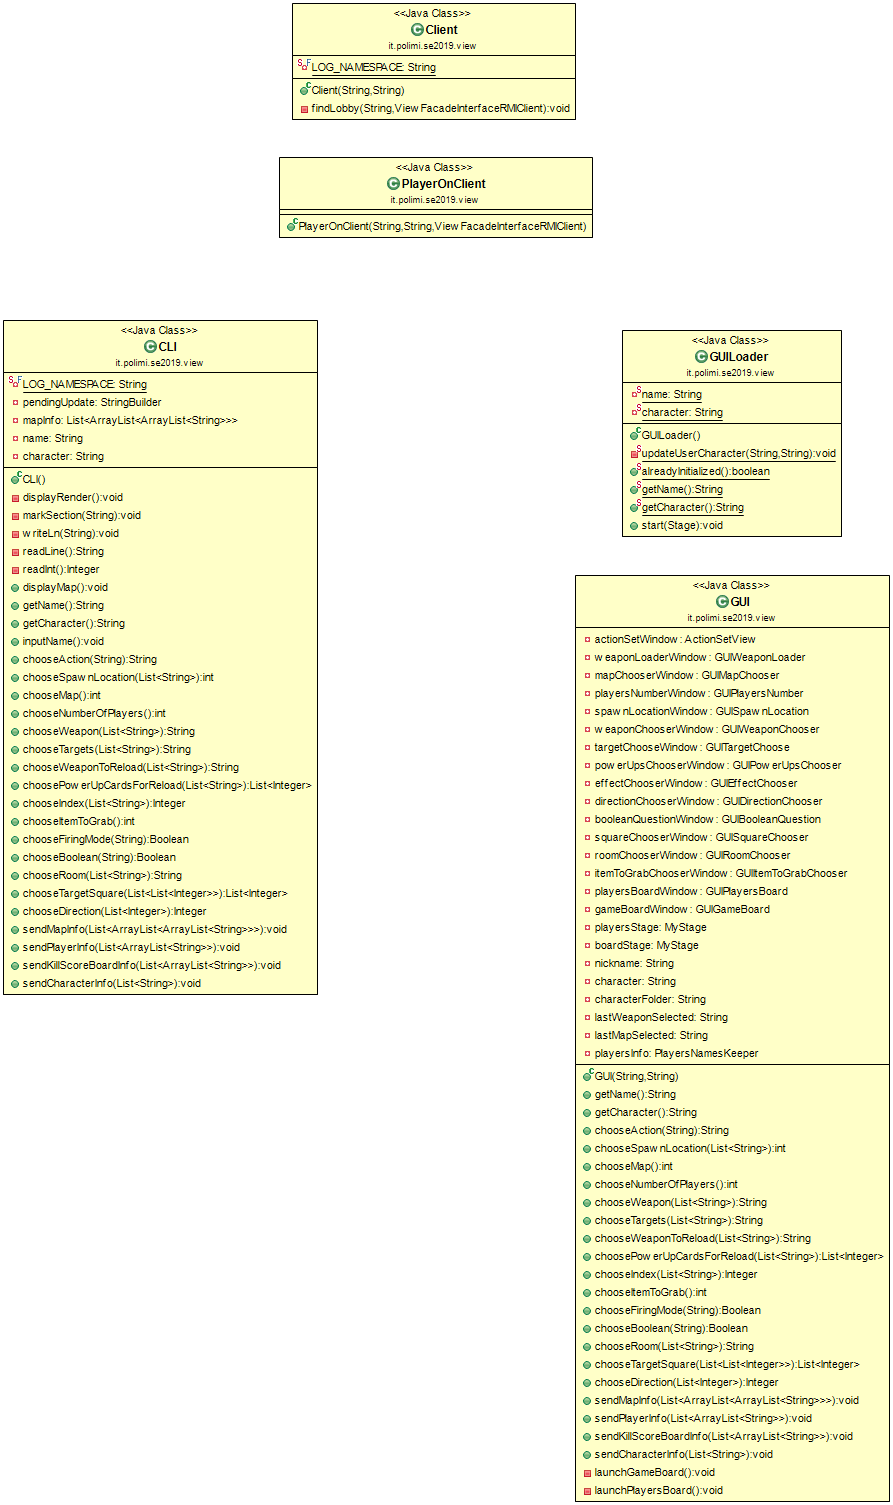 <<Java Class>>
Client
it.polimi.se2019.view
LOG_NAMESPACE: String
Client(String,String)
findLobby(String,ViewFacadeInterfaceRMIClient):void
<<Java Class>>
PlayerOnClient
it.polimi.se2019.view
PlayerOnClient(String,String,ViewFacadeInterfaceRMIClient)
<<Java Class>>
CLI
it.polimi.se2019.view
LOG_NAMESPACE: String
pendingUpdate: StringBuilder
mapInfo: List<ArrayList<ArrayList<String>>>
name: String
character: String
CLI()
displayRender():void
markSection(String):void
writeLn(String):void
readLine():String
readInt():Integer
displayMap():void
getName():String
getCharacter():String
inputName():void
chooseAction(String):String
chooseSpawnLocation(List<String>):int
chooseMap():int
chooseNumberOfPlayers():int
chooseWeapon(List<String>):String
chooseTargets(List<String>):String
chooseWeaponToReload(List<String>):String
choosePowerUpCardsForReload(List<String>):List<Integer>
chooseIndex(List<String>):Integer
chooseItemToGrab():int
chooseFiringMode(String):Boolean
chooseBoolean(String):Boolean
chooseRoom(List<String>):String
chooseTargetSquare(List<List<Integer>>):List<Integer>
chooseDirection(List<Integer>):Integer
sendMapInfo(List<ArrayList<ArrayList<String>>>):void
sendPlayerInfo(List<ArrayList<String>>):void
sendKillScoreBoardInfo(List<ArrayList<String>>):void
sendCharacterInfo(List<String>):void
<<Java Class>>
GUILoader
it.polimi.se2019.view
name: String
character: String
GUILoader()
updateUserCharacter(String,String):void
alreadyInitialized():boolean
getName():String
getCharacter():String
start(Stage):void
<<Java Class>>
GUI
it.polimi.se2019.view
actionSetWindow: ActionSetView
weaponLoaderWindow: GUIWeaponLoader
mapChooserWindow: GUIMapChooser
playersNumberWindow: GUIPlayersNumber
spawnLocationWindow: GUISpawnLocation
weaponChooserWindow: GUIWeaponChooser
targetChooseWindow: GUITargetChoose
powerUpsChooserWindow: GUIPowerUpsChooser
effectChooserWindow: GUIEffectChooser
directionChooserWindow: GUIDirectionChooser
booleanQuestionWindow: GUIBooleanQuestion
squareChooserWindow: GUISquareChooser
roomChooserWindow: GUIRoomChooser
itemToGrabChooserWindow: GUIItemToGrabChooser
playersBoardWindow: GUIPlayersBoard
gameBoardWindow: GUIGameBoard
playersStage: MyStage
boardStage: MyStage
nickname: String
character: String
characterFolder: String
lastWeaponSelected: String
lastMapSelected: String
playersInfo: PlayersNamesKeeper
GUI(String,String)
getName():String
getCharacter():String
chooseAction(String):String
chooseSpawnLocation(List<String>):int
chooseMap():int
chooseNumberOfPlayers():int
chooseWeapon(List<String>):String
chooseTargets(List<String>):String
chooseWeaponToReload(List<String>):String
choosePowerUpCardsForReload(List<String>):List<Integer>
chooseIndex(List<String>):Integer
chooseItemToGrab():int
chooseFiringMode(String):Boolean
chooseBoolean(String):Boolean
chooseRoom(List<String>):String
chooseTargetSquare(List<List<Integer>>):List<Integer>
chooseDirection(List<Integer>):Integer
sendMapInfo(List<ArrayList<ArrayList<String>>>):void
sendPlayerInfo(List<ArrayList<String>>):void
sendKillScoreBoardInfo(List<ArrayList<String>>):void
sendCharacterInfo(List<String>):void
launchGameBoard():void
launchPlayersBoard():void